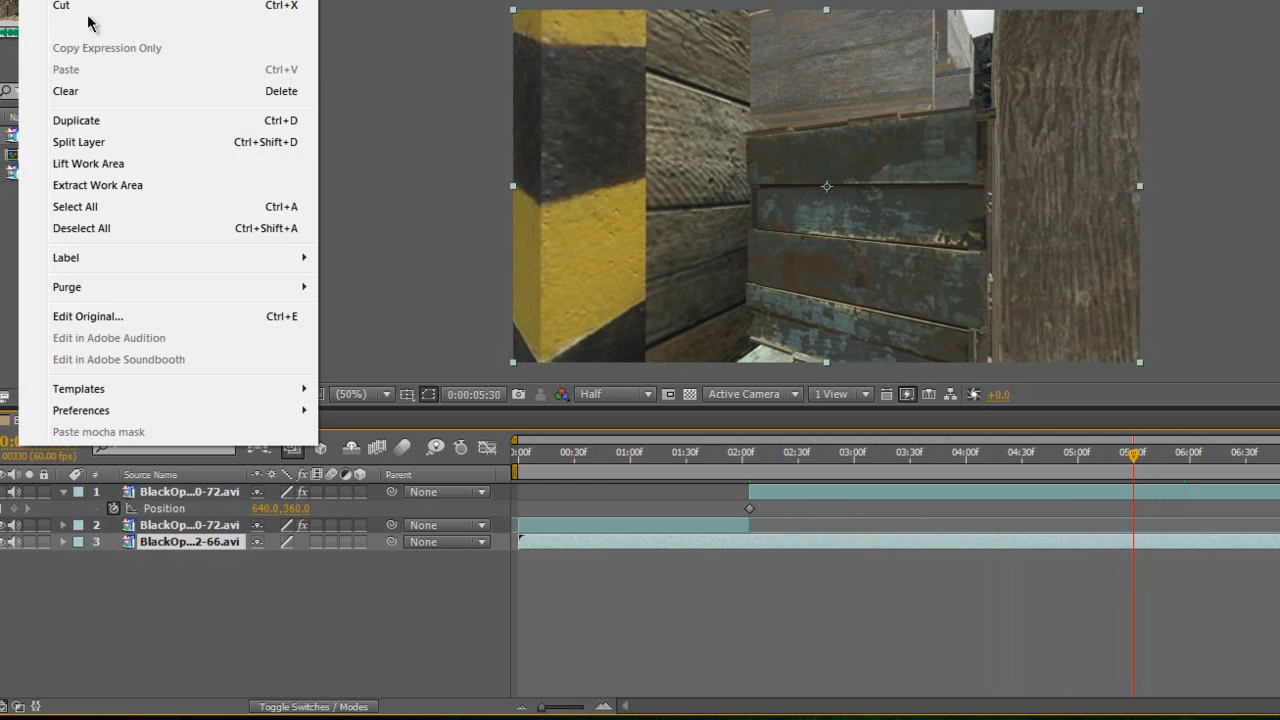 Cut Ctrl+X
Copy Expression Only
Paste Ctrl+V
Clear Delete
Duplicate Ctrl+D
Split Layer Ctrl+Shift+D
Lift Work Area
Extract Work Area
Select All Ctrl+A
Deselect All Ctrl+Shift+A
Label
Purge
Edit Original... Ctrl+E
Edit in Adobe Audition
Edit in Adobe Soundbooth
Templates
Preferences
Paste mocha mask
(50%) 0:00:05:30 Half Active Camera 1 View +0.0
00330 (60.00 fps)
0:00f 00:30f 01:00f 01:30f 02:00f 02:30f 03:00f 03:30f 04:00f 04:30f 05:00f 05:30f 06:00f 06:30f
# Source Name fx Parent
1 BlackOp...0-72.avi fx None
Position 640.0,360.0
2 BlackOp...0-72.avi fx None
3 BlackOp...2-66.avi None
Toggle Switches / Modes